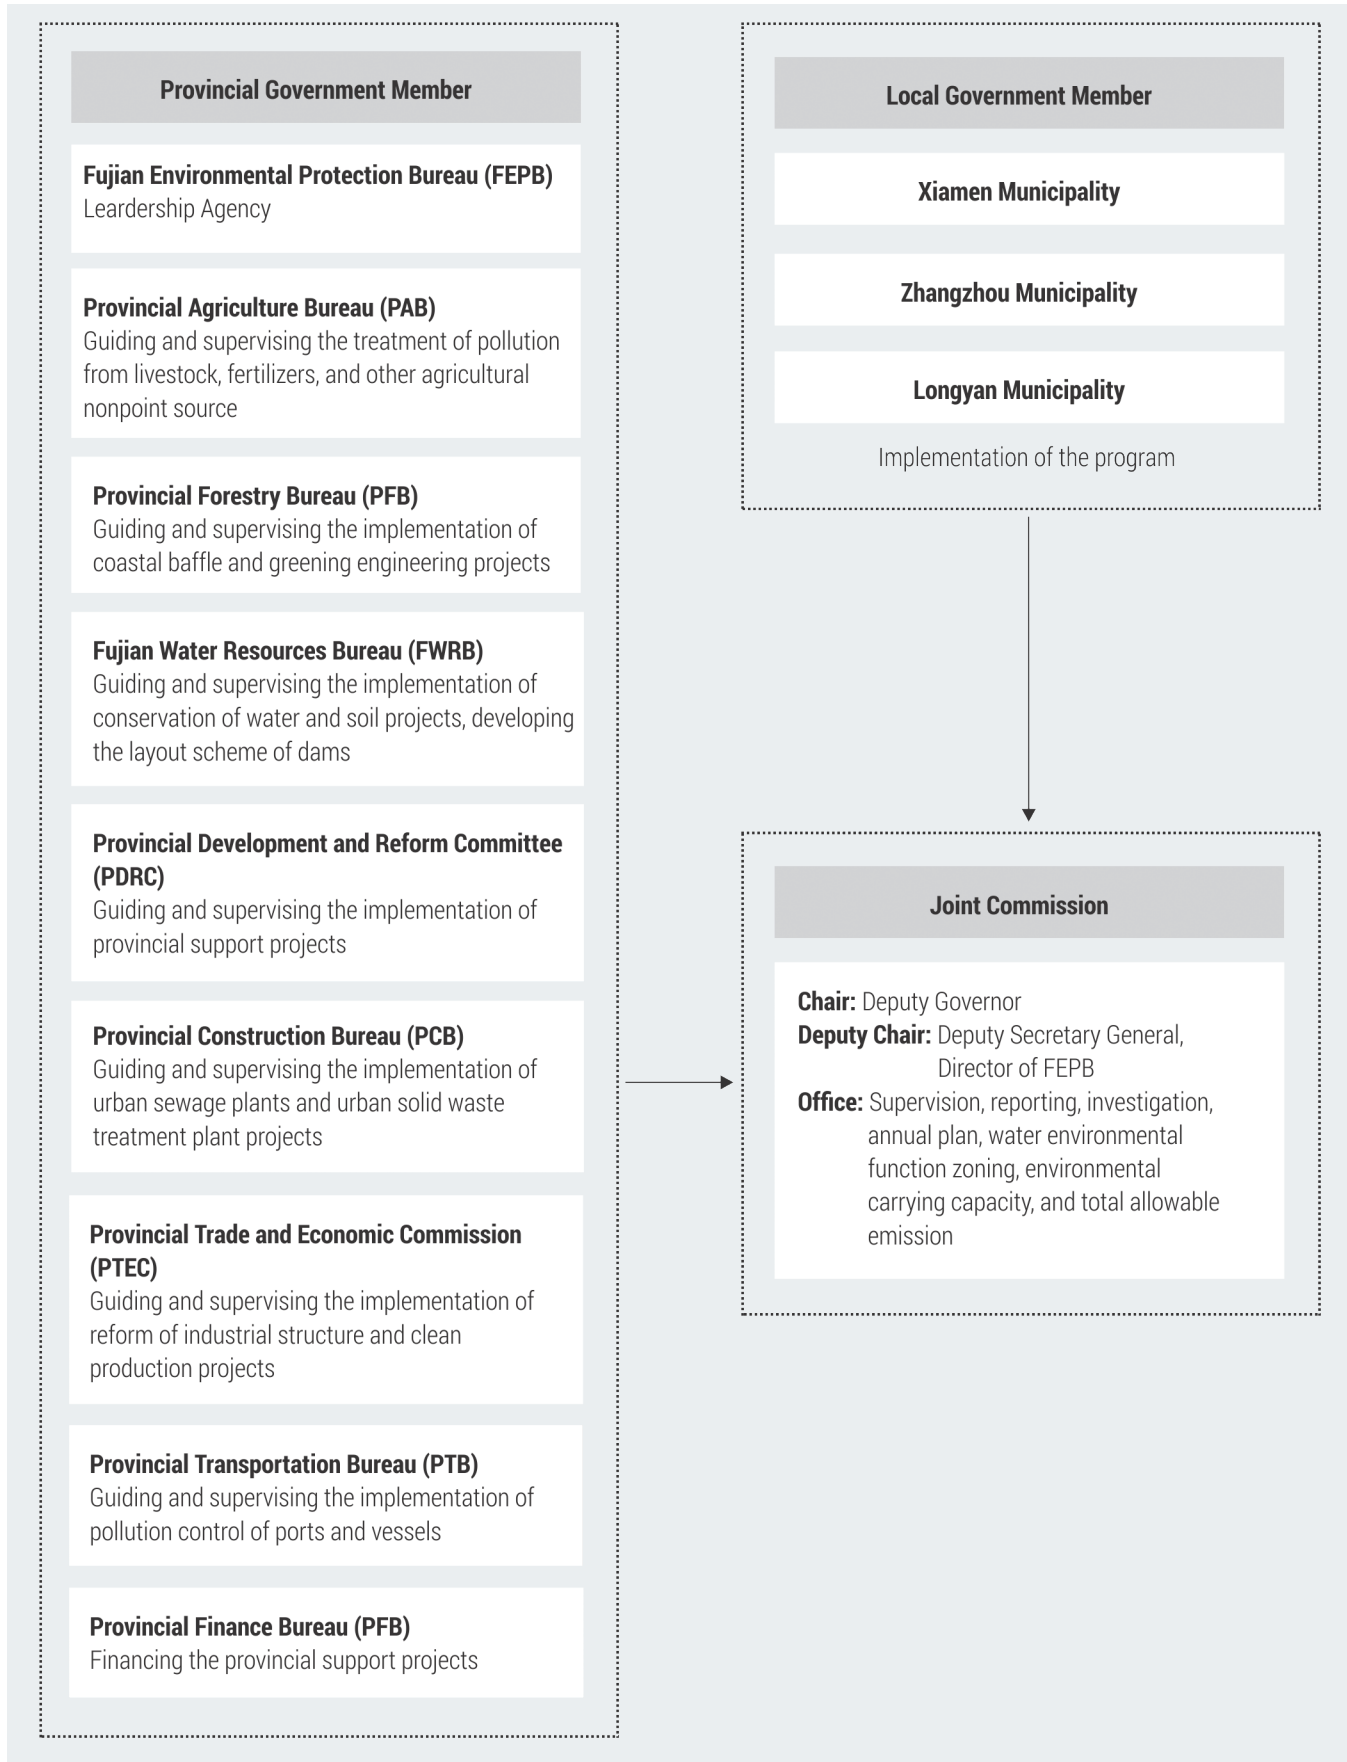 Provincial Government Member
Fujian Environmental Protection Bureau (FEPB)
Leardership Agency
Provincial Agriculture Bureau (PAB)
Guiding and supervising the treatment of pollution
from livestock, fertilizers, and other agricultural
nonpoint source
Provincial Forestry Bureau (PFB)
Guiding and supervising the implementation of
coastal baffle and greening engineering projects
Fujian Water Resources Bureau (FWRB)
Guiding and supervising the implementation of
conservation of water and soil projects, developing
the layout scheme of dams
Provincial Development and Reform Committee
(PDRC)
Guiding and supervising the implementation of
provincial support projects
Provincial Construction Bureau (PCB)
Guiding and supervising the implementation of
urban sewage plants and urban solid waste
treatment plant projects
Provincial Trade and Economic Commission
(PTEC)
Guiding and supervising the implementation of
reform of industrial structure and clean
production projects
Provincial Transportation Bureau (PTB)
Guiding and supervising the implementation of
pollution control of ports and vessels
Provincial Finance Bureau (PFB)
Financing the provincial support projects
Local Government Member
Xiamen Municipality
Zhangzhou Municipality
Longyan Municipality
Implementation of the program
Joint Commission
Chair: Deputy Governor
Deputy Chair: Deputy Secretary General,
Director of FEPB
Office: Supervision, reporting, investigation,
annual plan, water environmental
function zoning, environmental
carrying capacity, and total allowable
emission